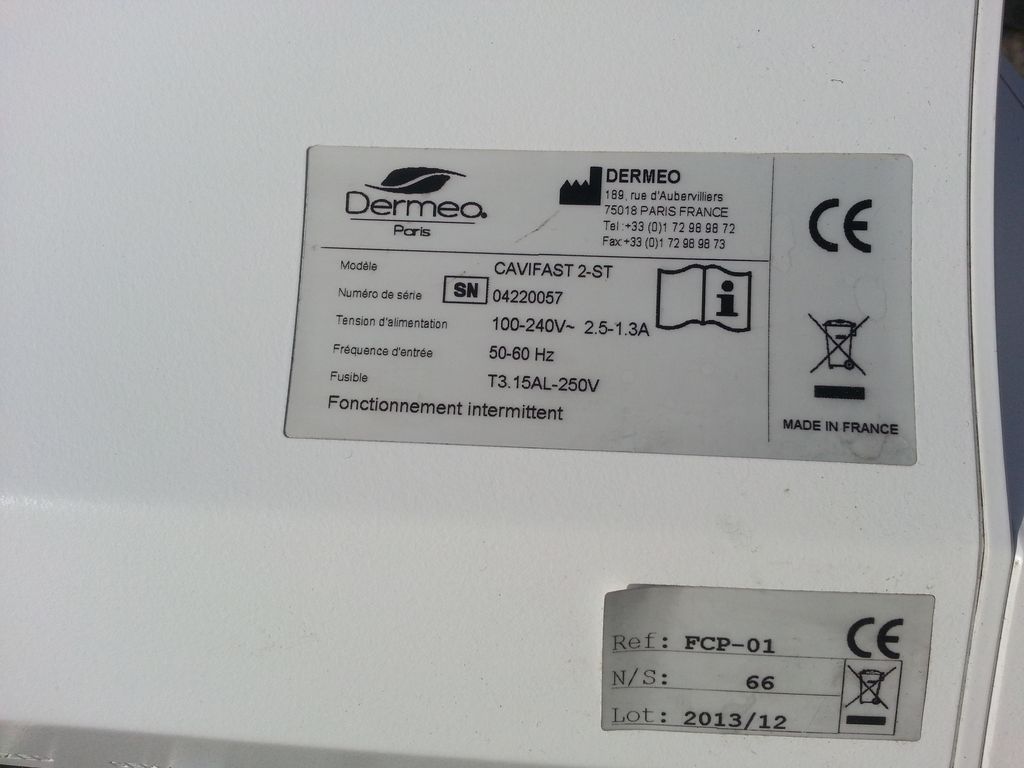 Dermeo
Paris
DERMEO
189, rue d'Aubervilliers
75018 PARIS FRANCE
Tel :+33 (0)1 72 98 98 72
Fax:+33 (0)1 72 98 98 73
Modèle CAVIFAST 2-ST
Numéro de série SN 04220057
Tension d'alimentation 100-240V~ 2.5-1.3A
Fréquence d'entrée 50-60 Hz
Fusible T3.15AL-250V
Fonctionnement intermittent
i
CE
MADE IN FRANCE
Ref: FCP-01
N/S: 66
Lot: 2013/12
CE